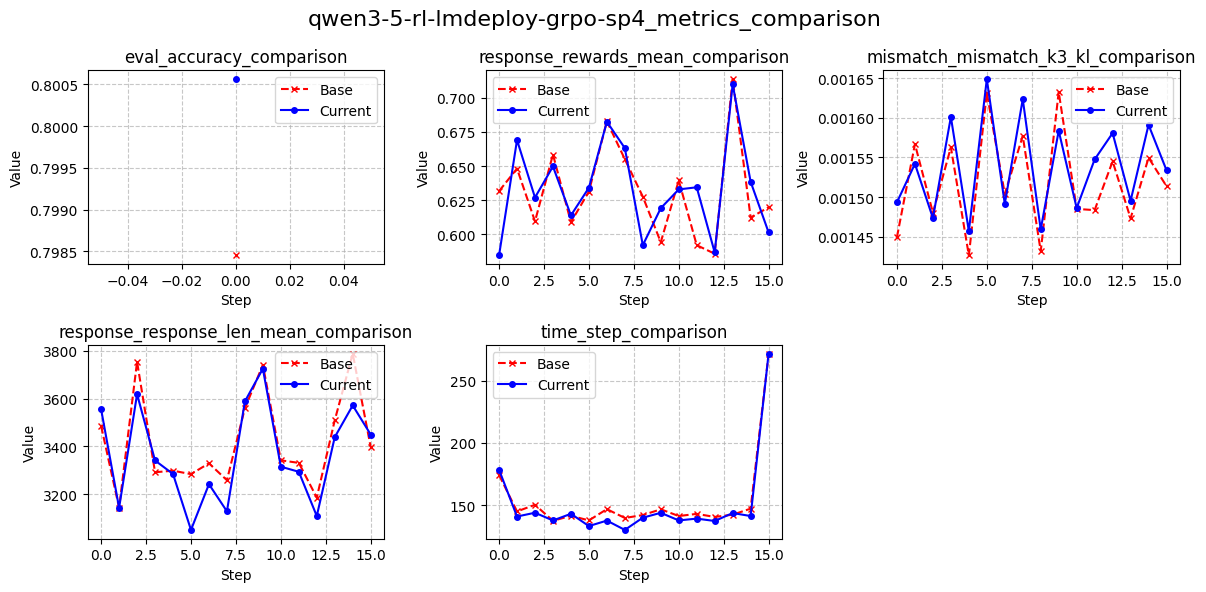 qwen3-5-rl-lmdeploy-grpo-sp4_metrics_comparison
eval_accuracy_comparison
0.8005
0.8000
0.7995
0.7990
0.7985
Value
−0.04
−0.02
0.00
0.02
0.04
Step
Base
Current
response_rewards_mean_comparison
0.700
0.675
0.650
0.625
0.600
Value
0.0
2.5
5.0
7.5
10.0
12.5
15.0
Step
Base
Current
mismatch_mismatch_k3_kl_comparison
0.00165
0.00160
0.00155
0.00150
0.00145
Value
0.0
2.5
5.0
7.5
10.0
12.5
15.0
Step
Base
Current
response_response_len_mean_comparison
3800
3600
3400
3200
Value
0.0
2.5
5.0
7.5
10.0
12.5
15.0
Step
Base
Current
time_step_comparison
250
200
150
Value
0.0
2.5
5.0
7.5
10.0
12.5
15.0
Step
Base
Current